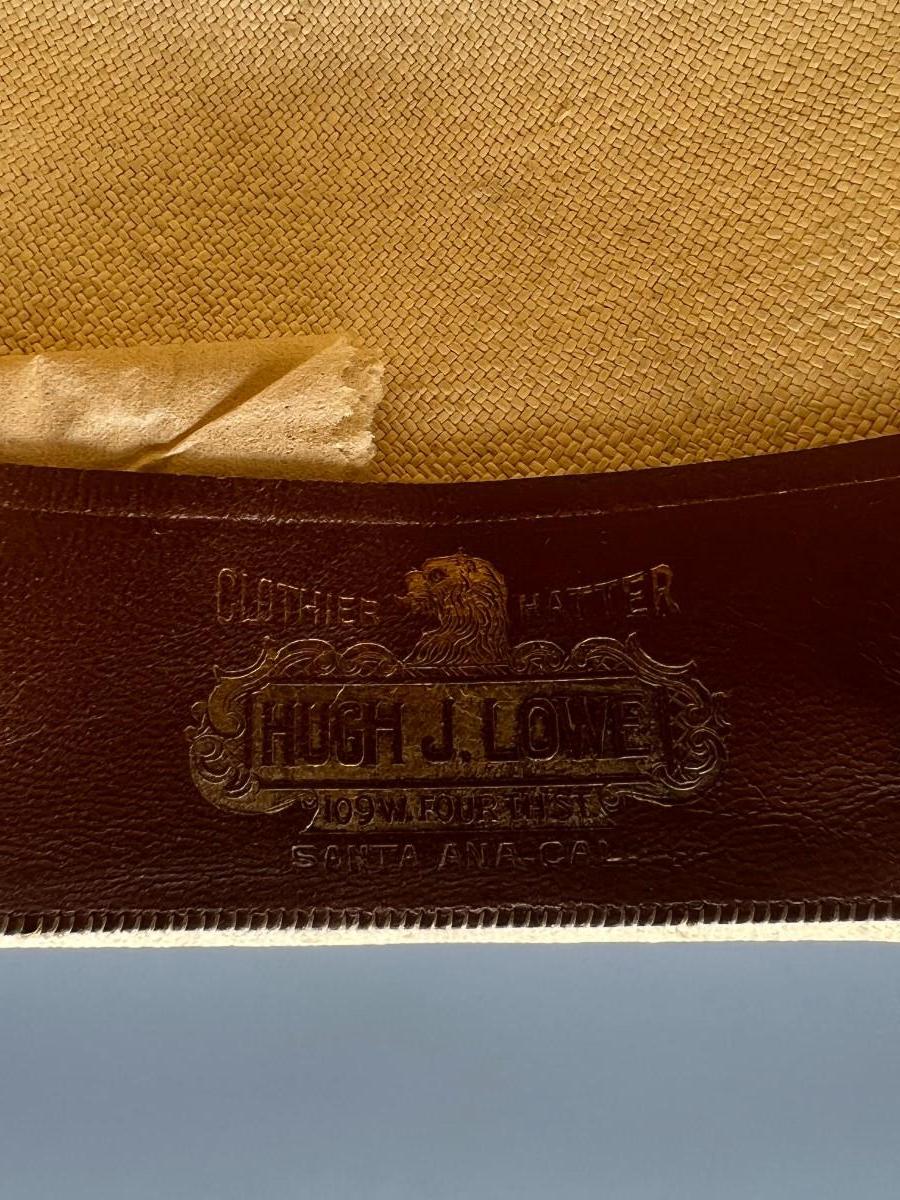 CLOTHIER HATTER
HUGH J. LOWE
109 W. FOURTH ST.
SANTA ANA-CAL.